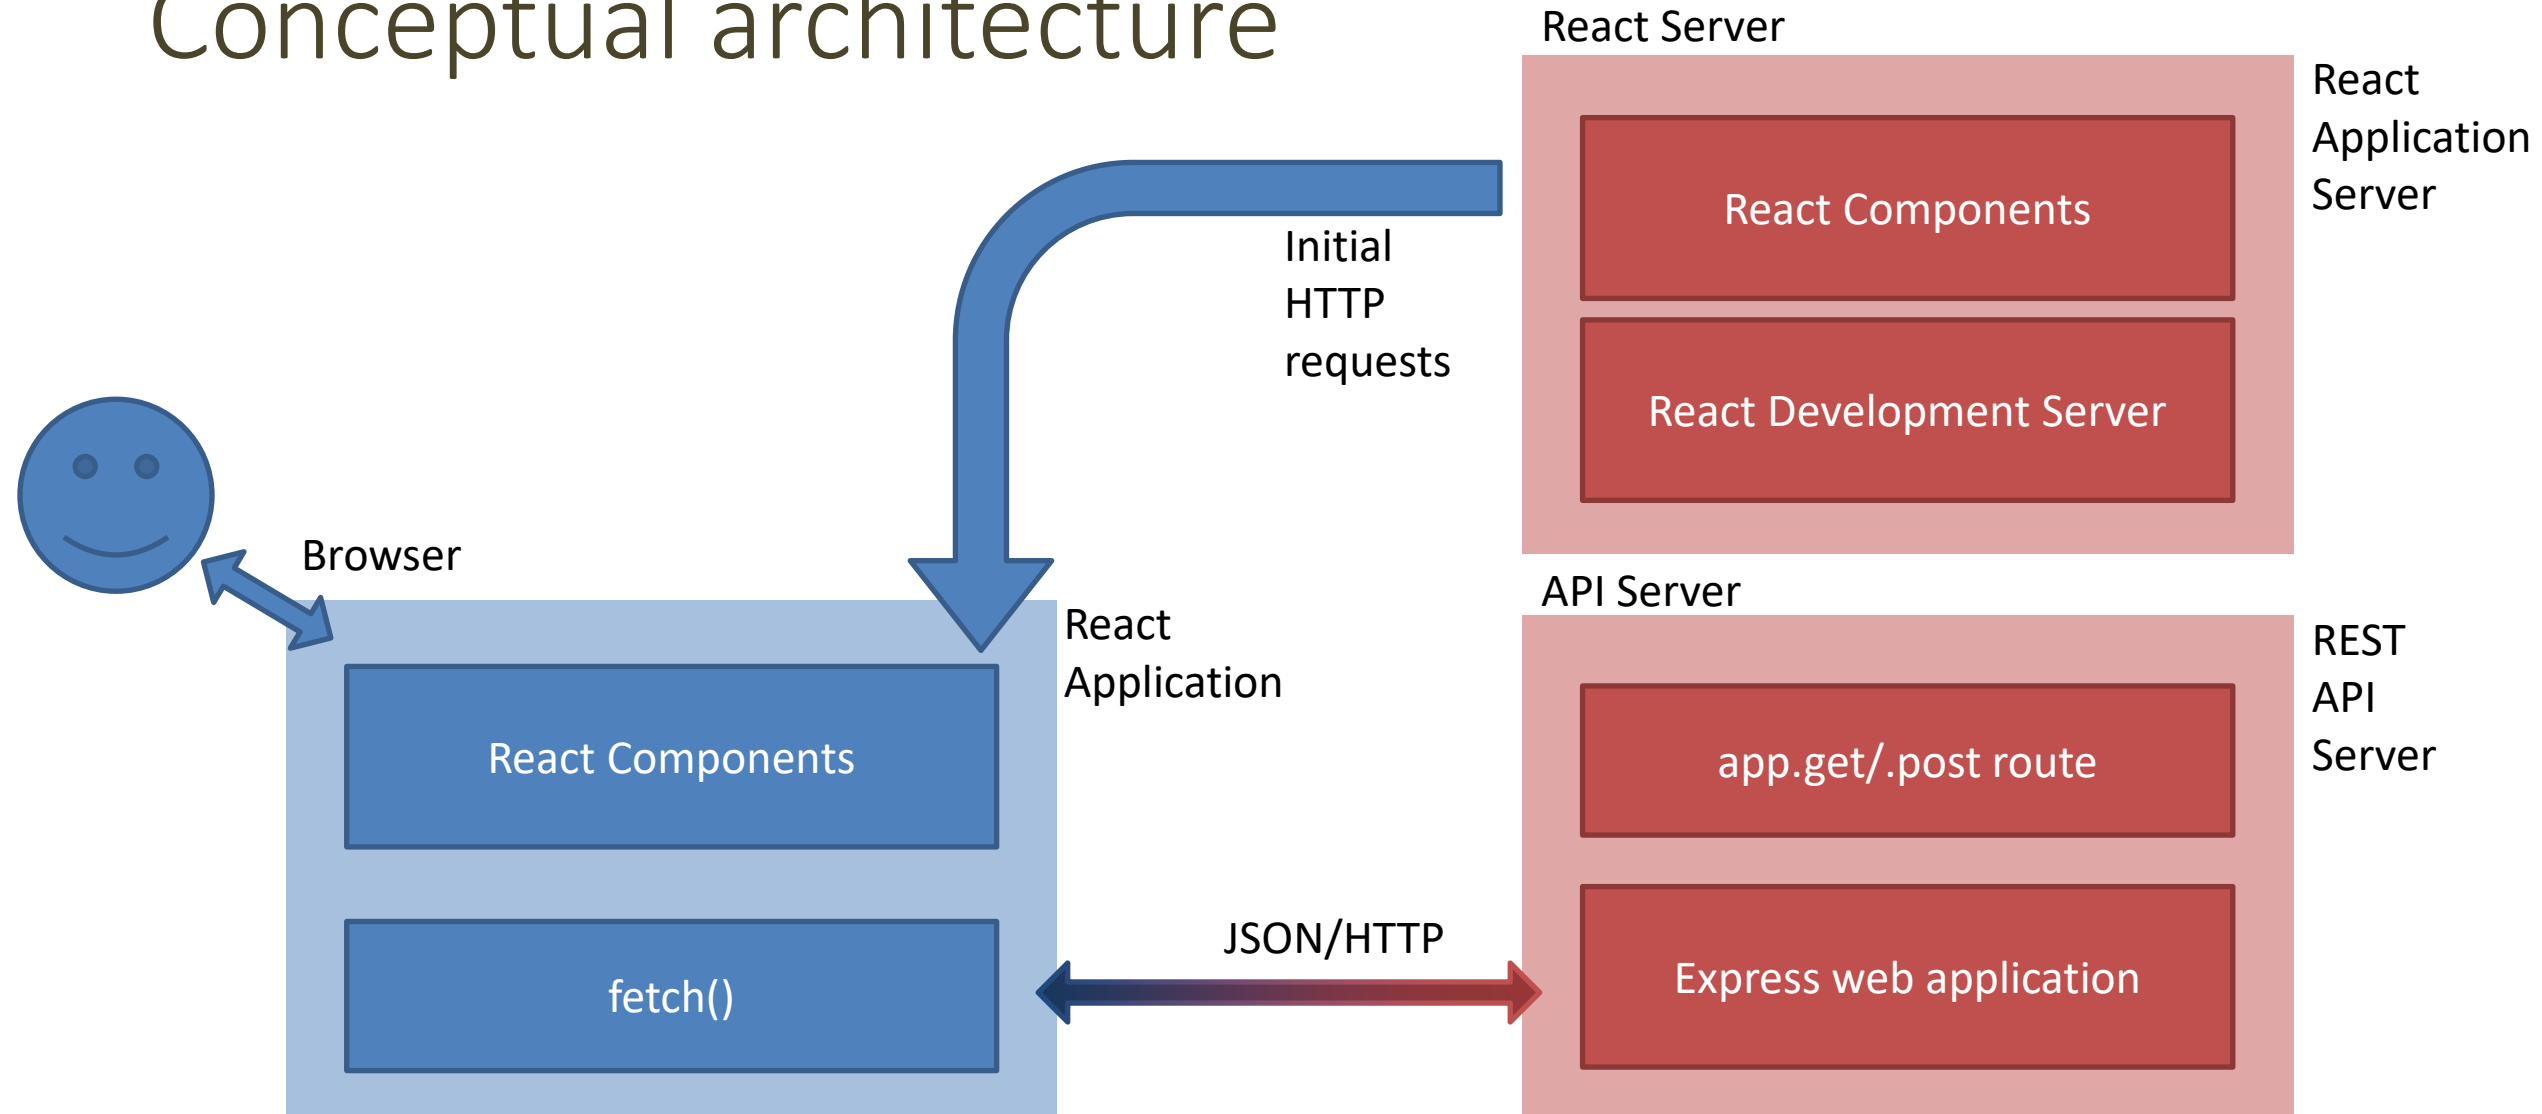 Conceptual architecture
React Server
React
Application
Server
React Components
React Development Server
Initial
HTTP
requests
Browser
React
Application
React Components
fetch()
JSON/HTTP
API Server
REST
API
Server
app.get/.post route
Express web application